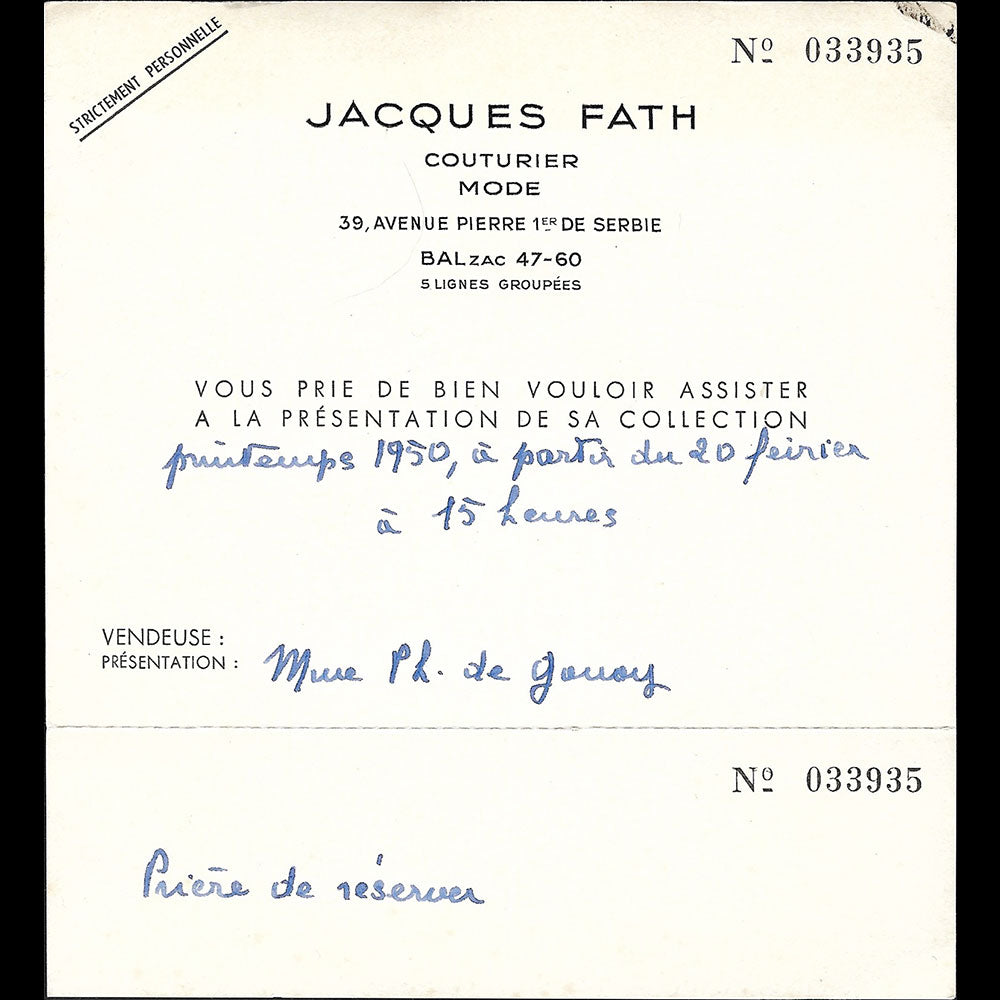 STRICTEMENT PERSONNELLE
Nº 033935
JACQUES FATH
COUTURIER
MODE
39, AVENUE PIERRE 1ER DE SERBIE
BALZAC 47-60
5 LIGNES GROUPÉES
VOUS PRIE DE BIEN VOULOIR ASSISTER
A LA PRÉSENTATION DE SA COLLECTION
printemps 1950, à partir du 20 février
à 15 heures
VENDEUSE :
PRÉSENTATION : Mme Ph. de
Nº 033935
Prière de réserver